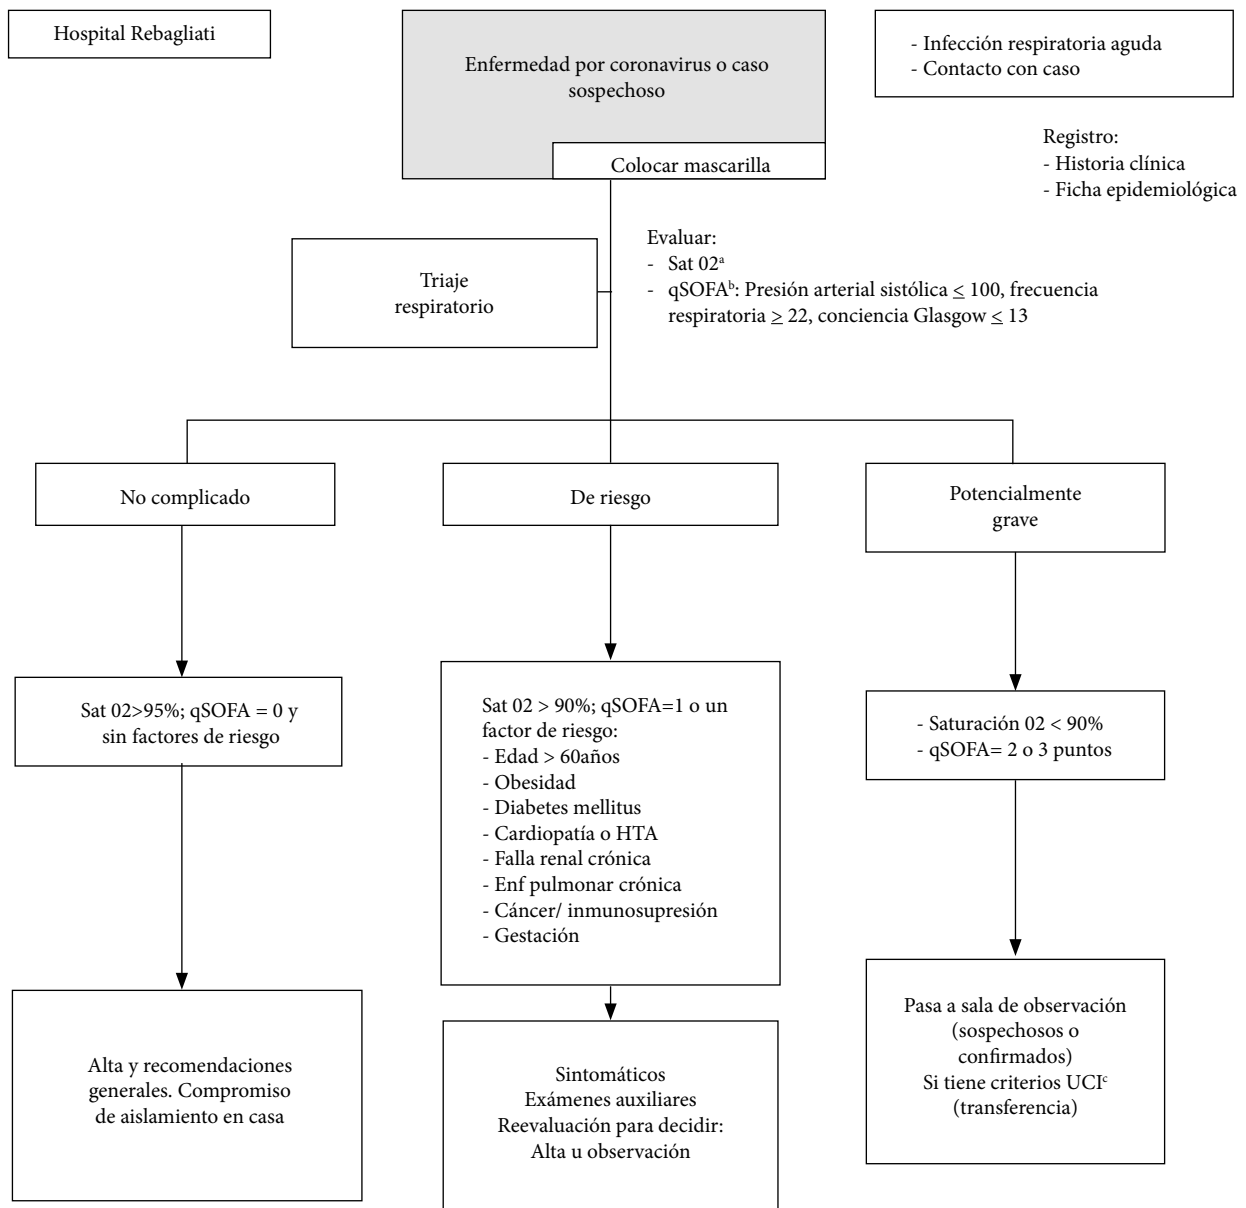 Hospital Rebagliati
Enfermedad por coronavirus o caso
sospechoso
Colocar mascarilla
- Infección respiratoria aguda
- Contacto con caso
Registro:
- Historia clínica
- Ficha epidemiológica
Triaje
respiratorio
Evaluar:
- Sat 02ᵃ
- qSOFAᵇ: Presión arterial sistólica ≤ 100, frecuencia
respiratoria ≥ 22, conciencia Glasgow ≤ 13
No complicado
De riesgo
Potencialmente
grave
Sat 02>95%; qSOFA = 0 y
sin factores de riesgo
Sat 02 > 90%; qSOFA=1 o un
factor de riesgo:
- Edad > 60años
- Obesidad
- Diabetes mellitus
- Cardiopatía o HTA
- Falla renal crónica
- Enf pulmonar crónica
- Cáncer/ inmunosupresión
- Gestación
- Saturación 02 < 90%
- qSOFA= 2 o 3 puntos
Alta y recomendaciones
generales. Compromiso
de aislamiento en casa
Sintomáticos
Exámenes auxiliares
Reevaluación para decidir:
Alta u observación
Pasa a sala de observación
(sospechosos o
confirmados)
Si tiene criterios UCIᶜ
(transferencia)